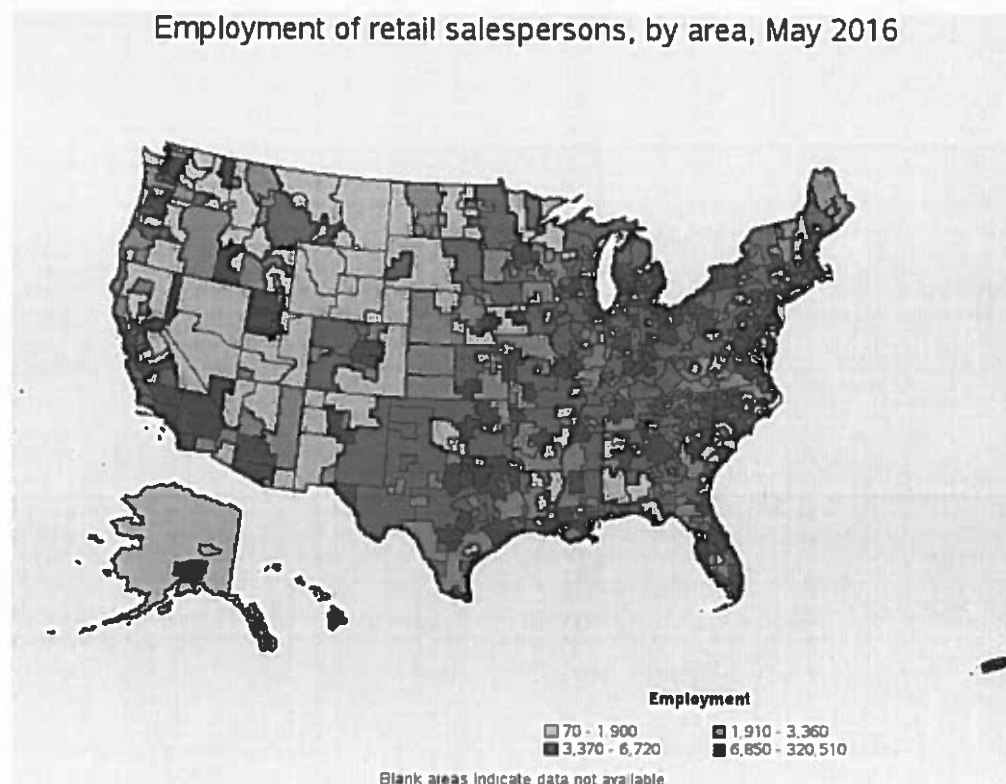 Employment of retail salespersons, by area, May 2016
Employment
70 - 1,900
1,910 - 3,360
3,370 - 6,720
6,850 - 320,510
Blank areas indicate data not available